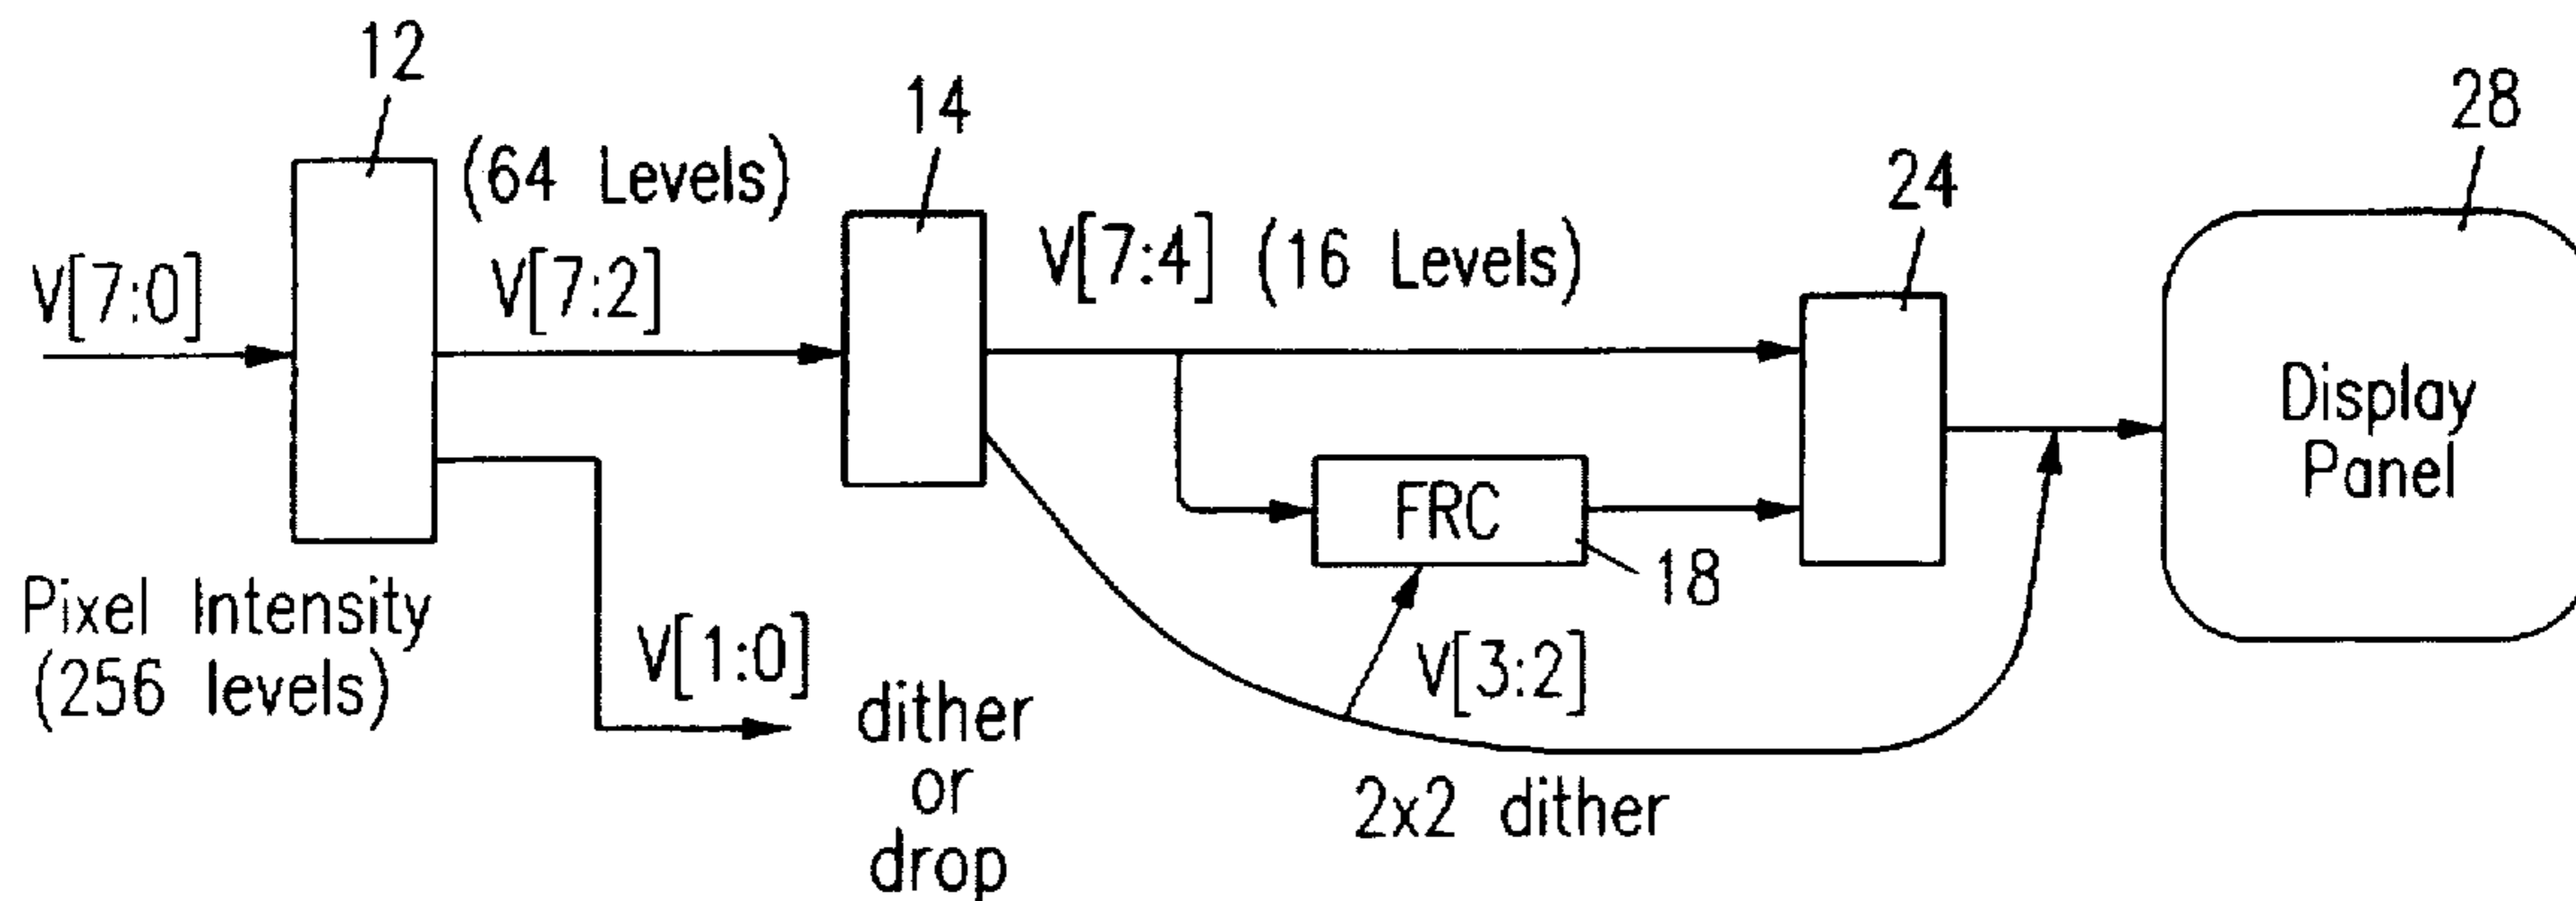 12
(64 Levels)
14
28
24
V[7:0]
V[7:2]
V[7:4] (16 Levels)
Display
Panel
FRC
18
Pixel Intensity
(256 levels)
V[1:0]
V[3:2]
dither
or
drop
2x2 dither